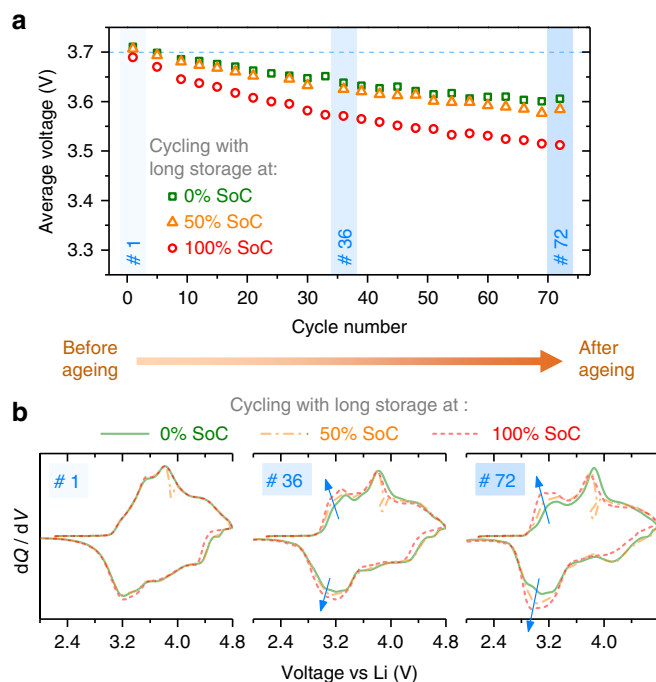 a
3.7
3.6
3.5
3.4
3.3
Average voltage (V)
Cycling with
long storage at:
0% SoC
50% SoC
100% SoC
# 1
# 36
# 72
0 10 20 30 40 50 60 70
Cycle number
Before
ageing
After
ageing
b
Cycling with long storage at :
0% SoC 50% SoC 100% SoC
# 1 # 36 # 72
dQ / dV
2.4 3.2 4.0 4.8 2.4 3.2 4.0 4.8 2.4 3.2 4.0
Voltage vs Li (V)